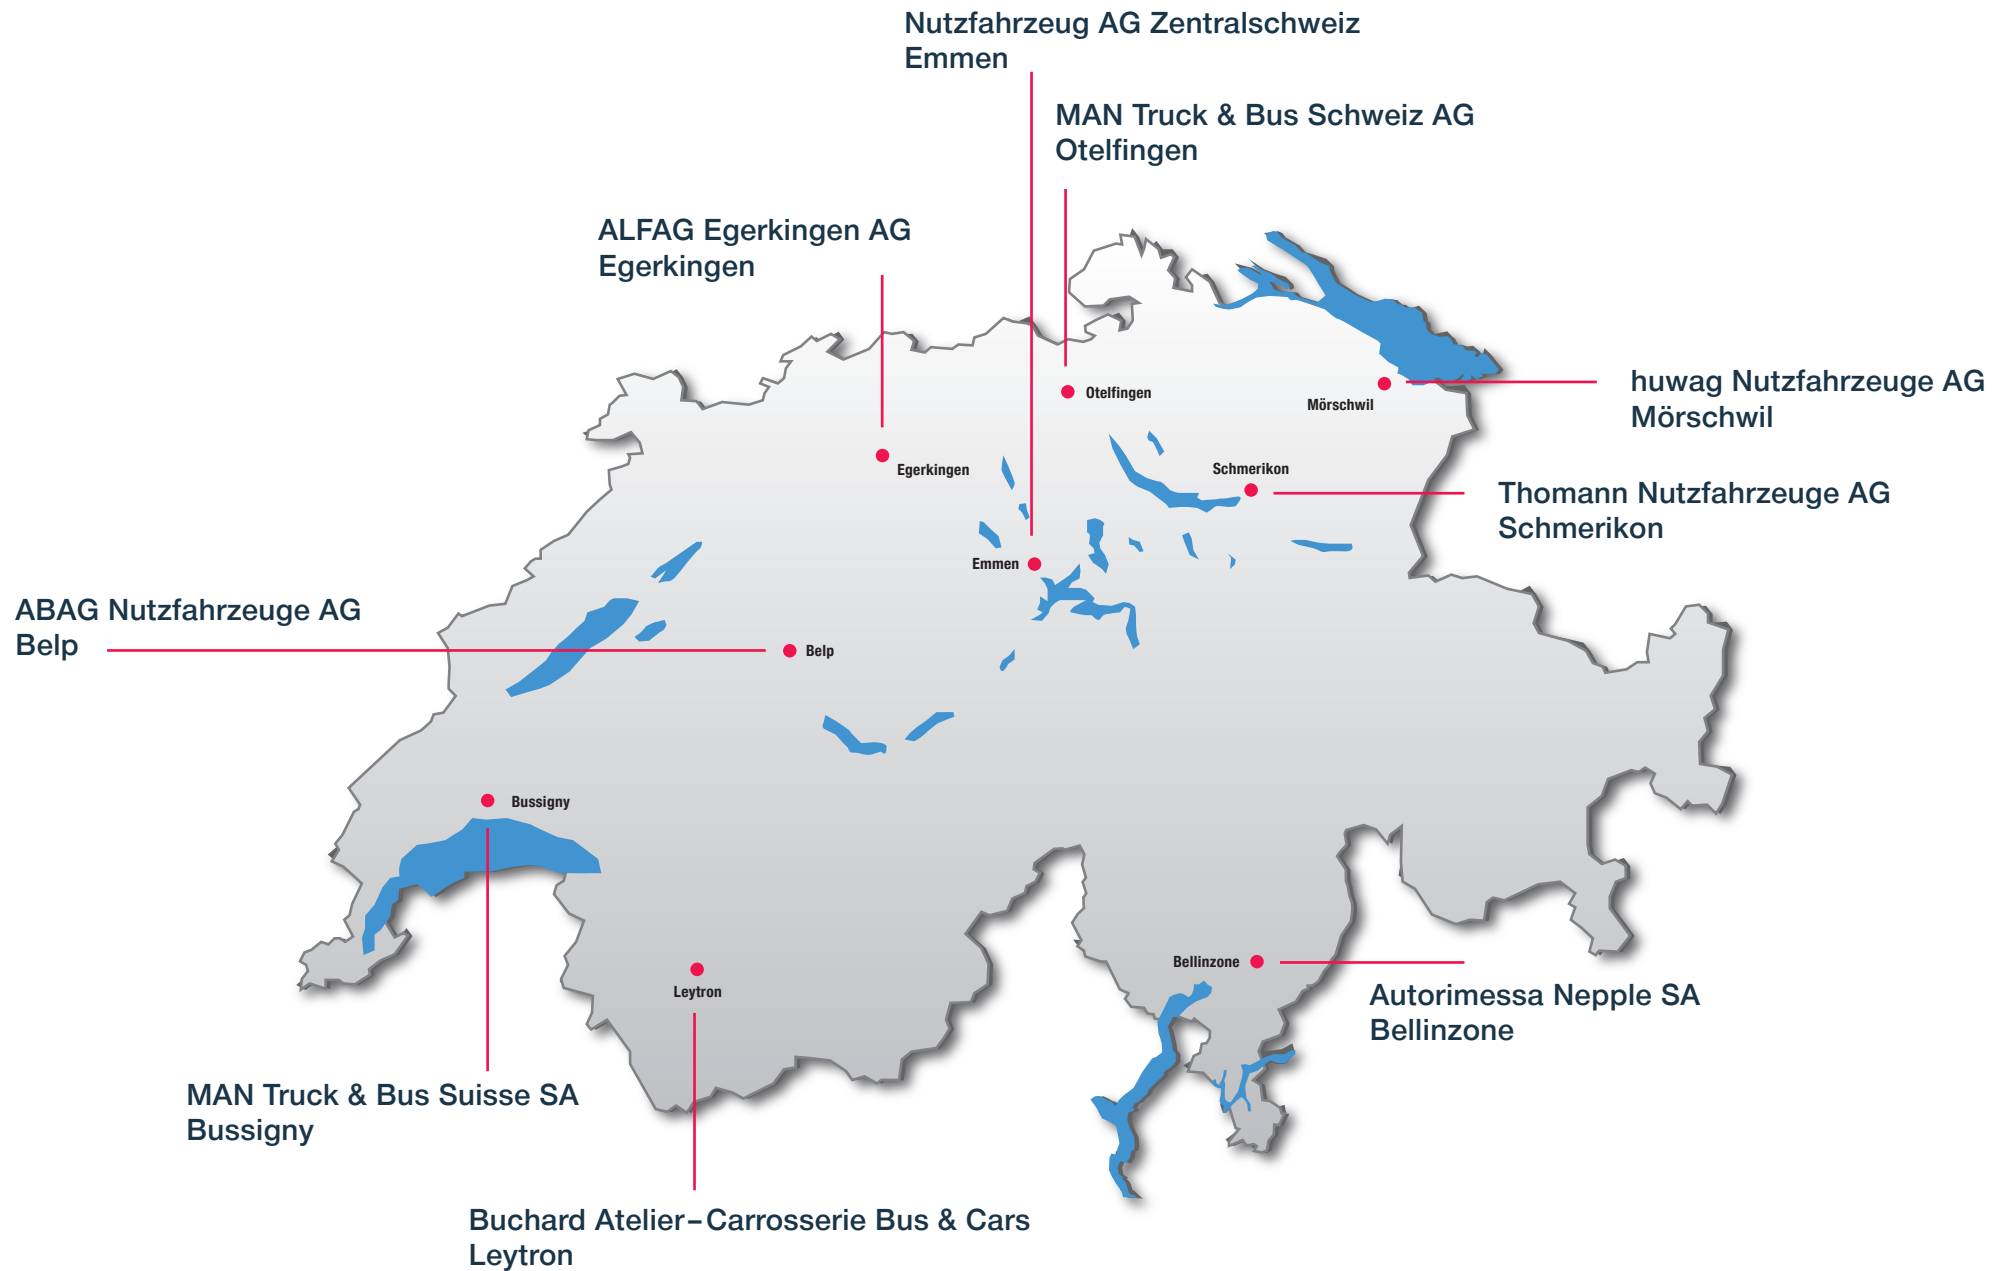 Nutzfahrzeug AG Zentralschweiz
Emmen
MAN Truck & Bus Schweiz AG
Otelfingen
ALFAG Egerkingen AG
Egerkingen
huwag Nutzfahrzeuge AG
Mörschwil
Thomann Nutzfahrzeuge AG
Schmerikon
ABAG Nutzfahrzeuge AG
Belp
Otelfingen
Mörschwil
Egerkingen
Schmerikon
Emmen
Belp
Bussigny
Leytron
Bellinzone
Autorimessa Nepple SA
Bellinzone
MAN Truck & Bus Suisse SA
Bussigny
Buchard Atelier–Carrosserie Bus & Cars
Leytron